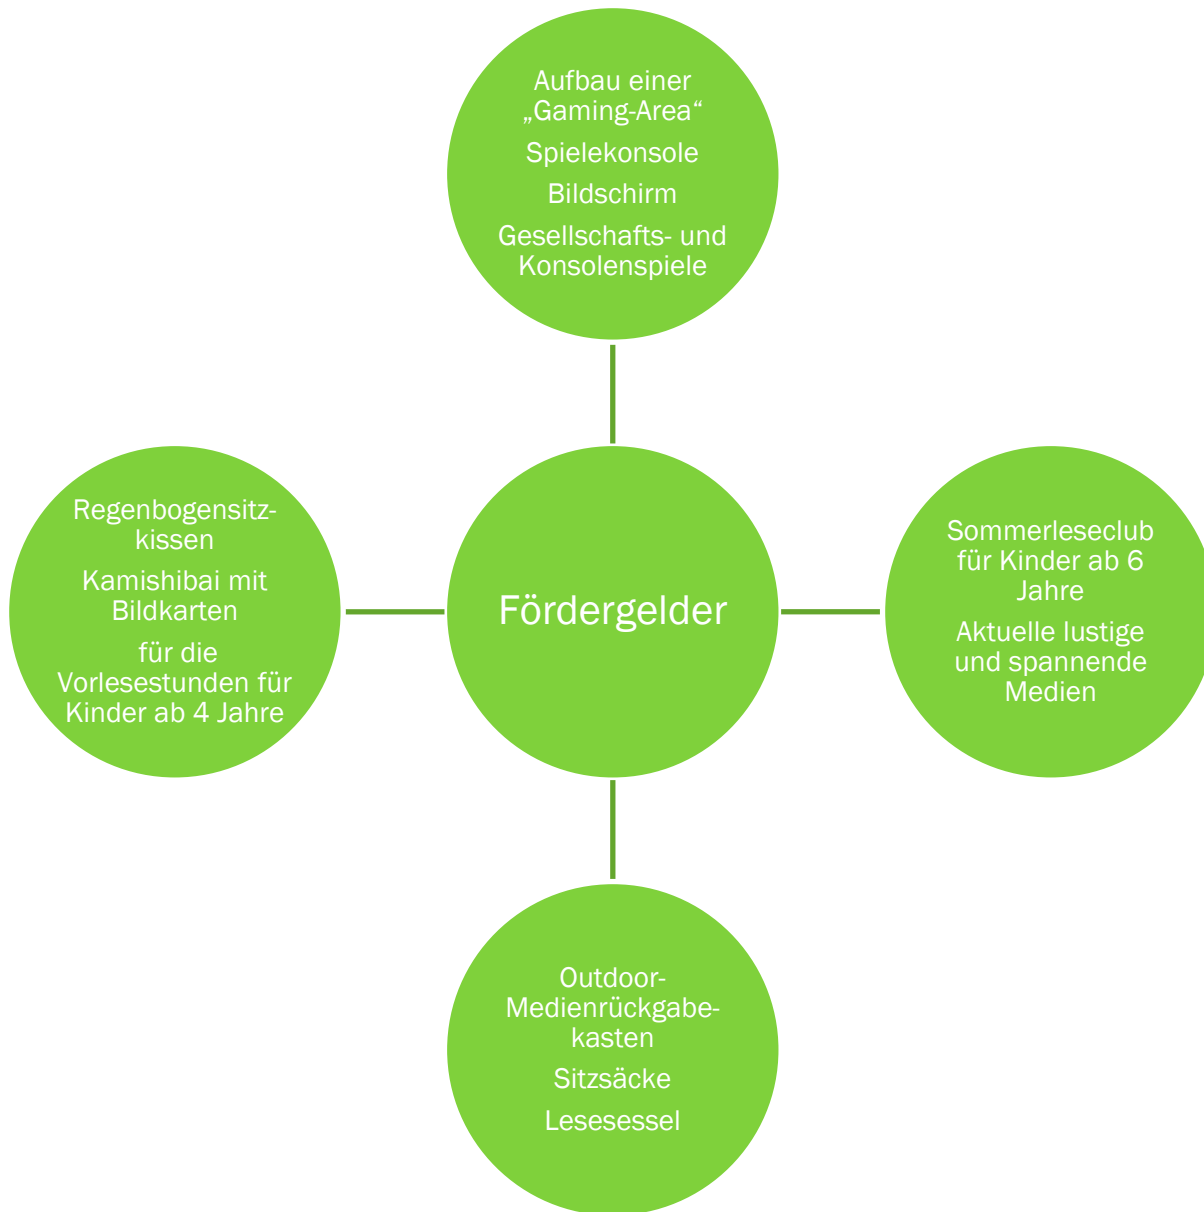 Aufbau einer
„Gaming-Area“
Spielekonsole
Bildschirm
Gesellschafts- und
Konsolenspiele
Regenbogensitz-
kissen
Kamishibai mit
Bildkarten
für die
Vorlesestunden für
Kinder ab 4 Jahre
Fördergelder
Sommerleseclub
für Kinder ab 6
Jahre
Aktuelle lustige
und spannende
Medien
Outdoor-
Medienrückgabe-
kasten
Sitzsäcke
Lesesessel